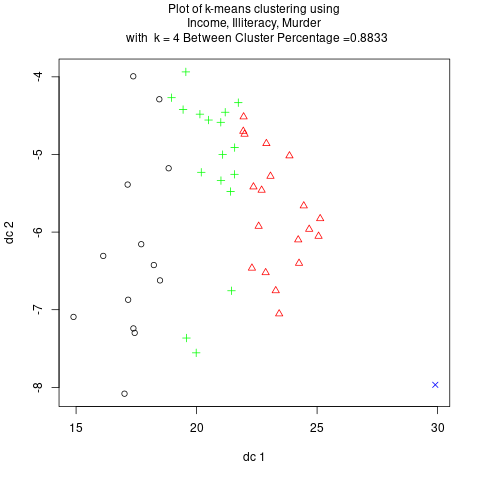 Plot of k-means clustering using
Income, Illiteracy, Murder
with k = 4 Between Cluster Percentage =0.8833
-4
-5
-6
-7
-8
dc 2
15 20 25 30
dc 1